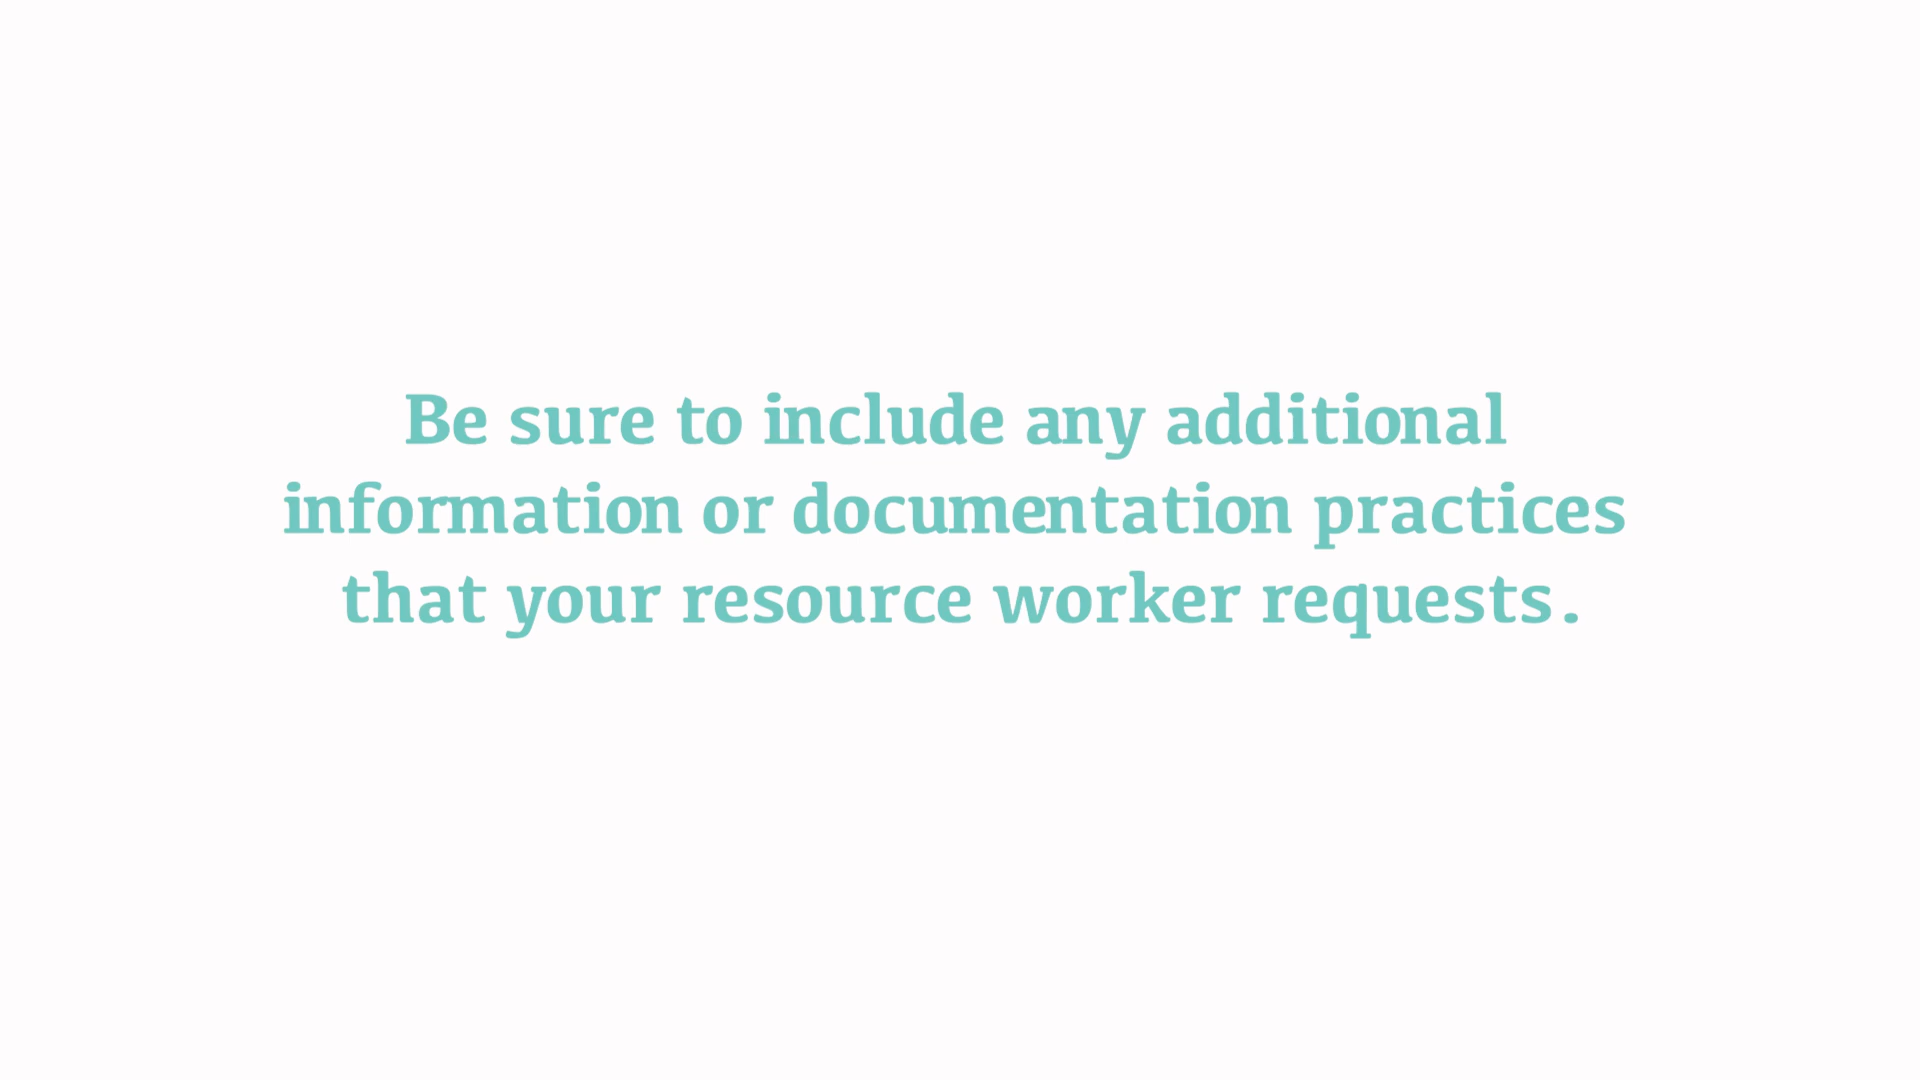 Be sure to include any additional
information or documentation practices
that your resource worker requests.